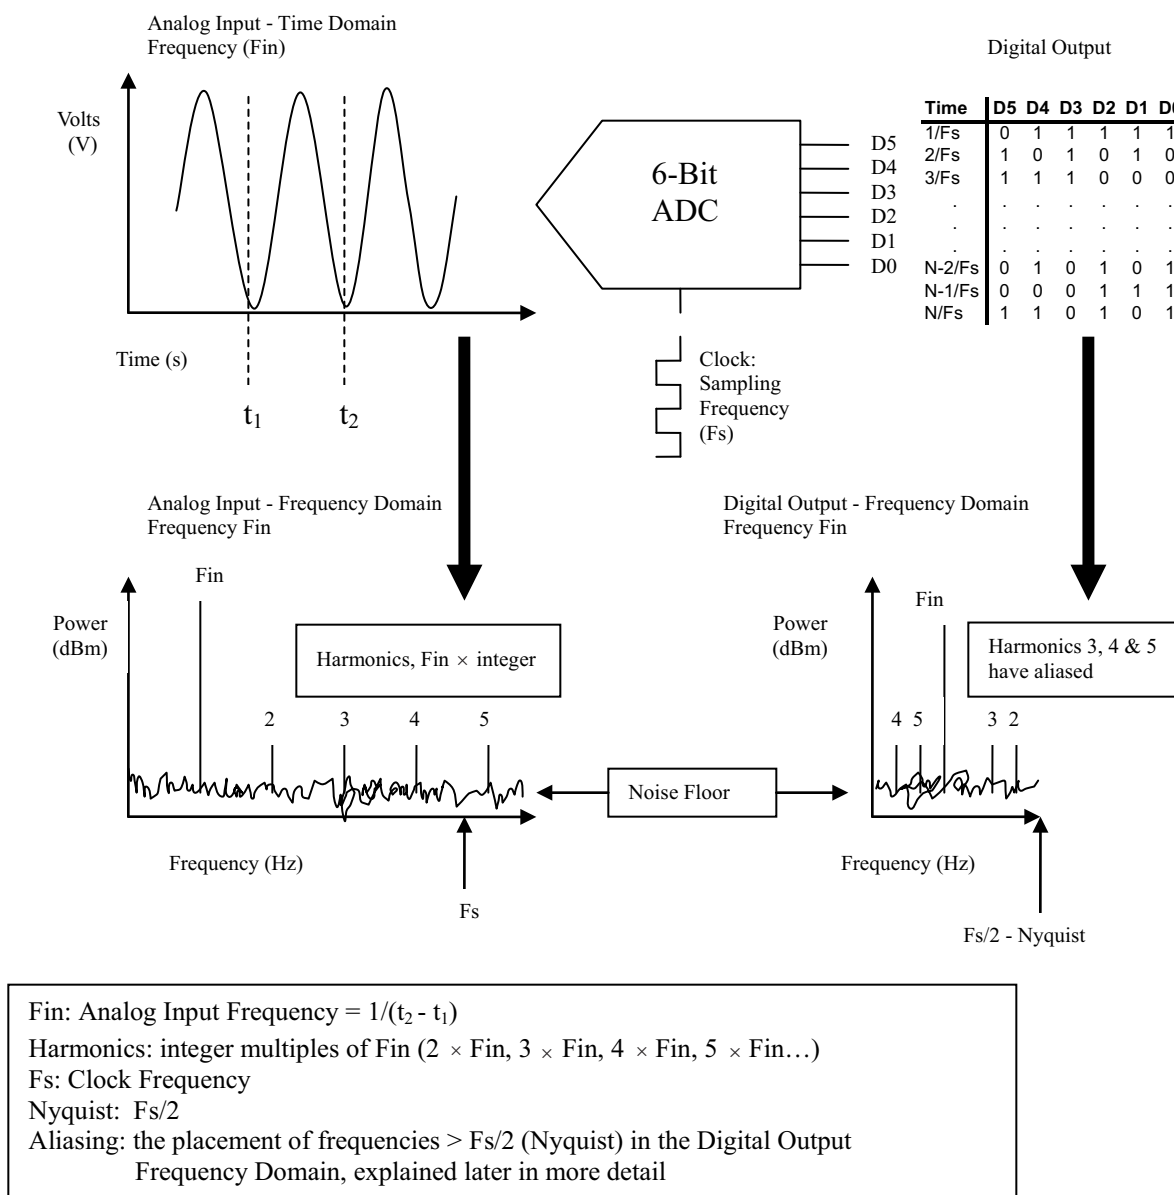 Analog Input - Time Domain
Frequency (Fin)
Digital Output
Volts
(V)
Time (s)
t1
t2
6-Bit
ADC
D5
D4
D3
D2
D1
D0
Clock:
Sampling
Frequency
(Fs)
Time D5 D4 D3 D2 D1
1/Fs 0 1 1 1 1 1
2/Fs 1 0 1 0 1 0
3/Fs 1 1 1 0 0 0
. . . . . . .
. . . . . . .
. . . . . . .
N-2/Fs 0 1 0 1 0 1
N-1/Fs 0 0 0 1 1 1
N/Fs 1 1 0 1 0 1
Analog Input - Frequency Domain
Frequency Fin
Power
(dBm)
Fin
Harmonics, Fin × integer
2 3 4 5
Frequency (Hz)
Fs
Noise Floor
Digital Output - Frequency Domain
Frequency Fin
Power
(dBm)
Fin
Harmonics 3, 4 & 5
have aliased
4 5 3 2
Frequency (Hz)
Fs/2 - Nyquist
Fin: Analog Input Frequency = 1/(t2 - t1)
Harmonics: integer multiples of Fin (2 × Fin, 3 × Fin, 4 × Fin, 5 × Fin…)
Fs: Clock Frequency
Nyquist: Fs/2
Aliasing: the placement of frequencies > Fs/2 (Nyquist) in the Digital Output
Frequency Domain, explained later in more detail